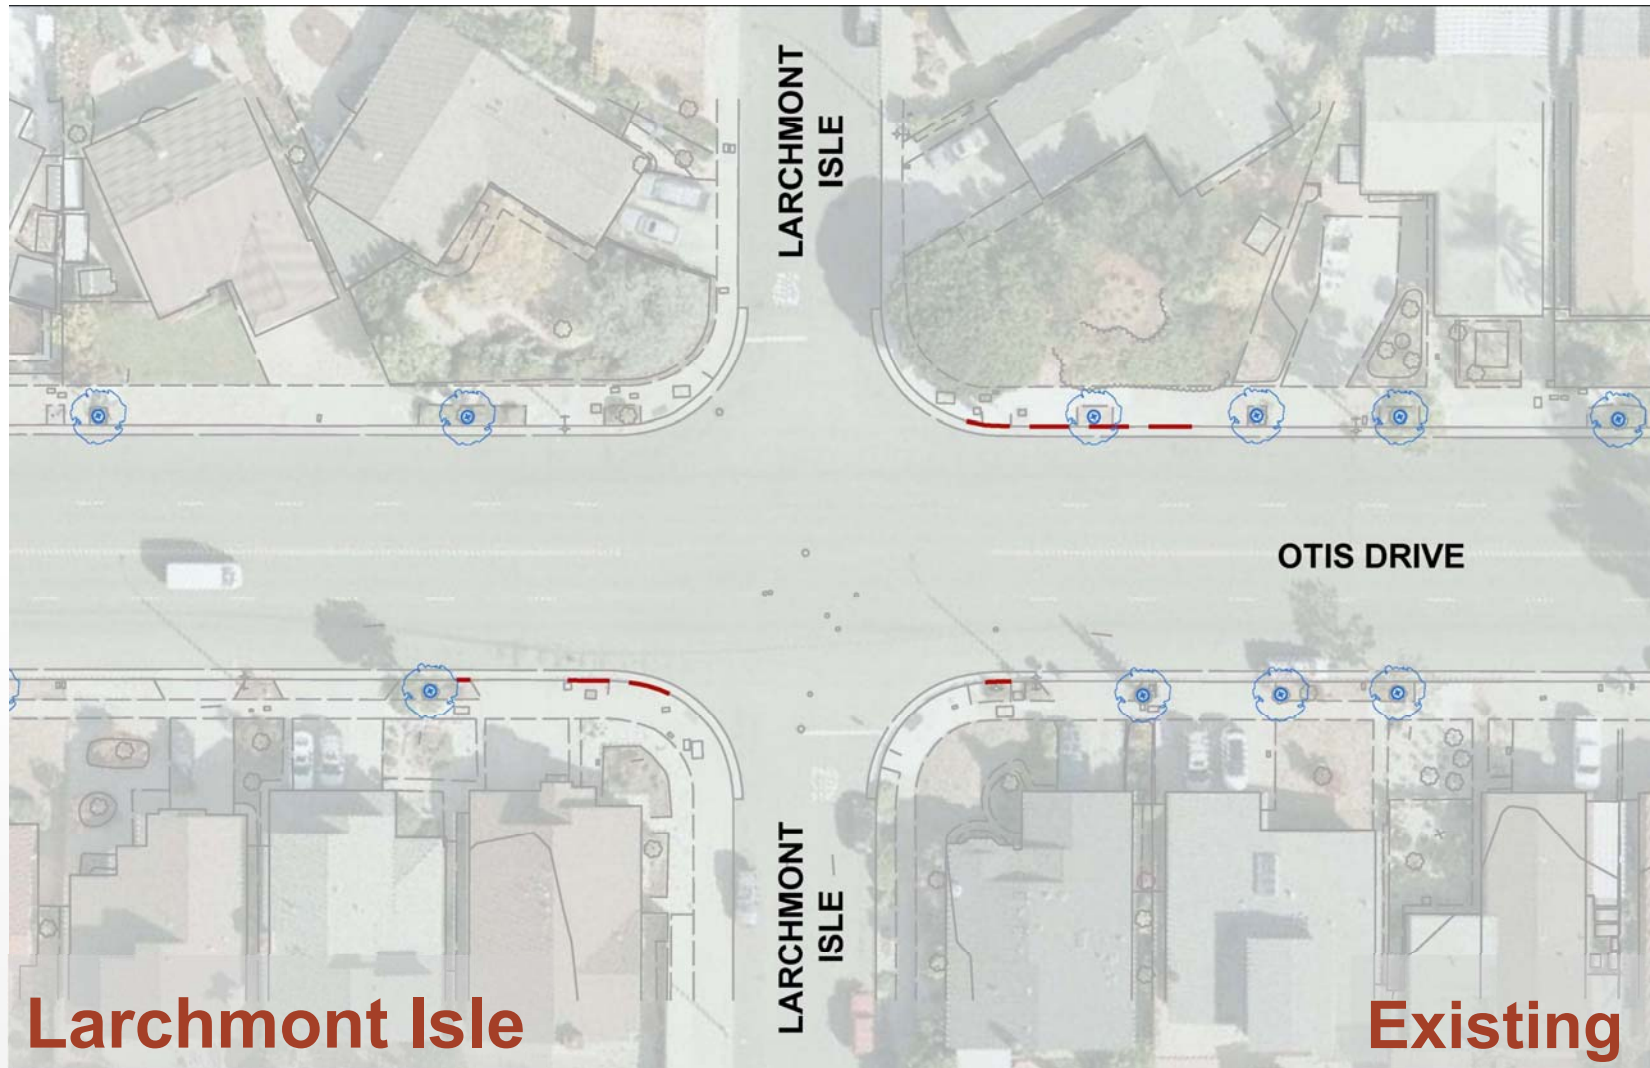 LARCHMONT
ISLE
OTIS DRIVE
LARCHMONT
ISLE
Larchmont Isle
Existing